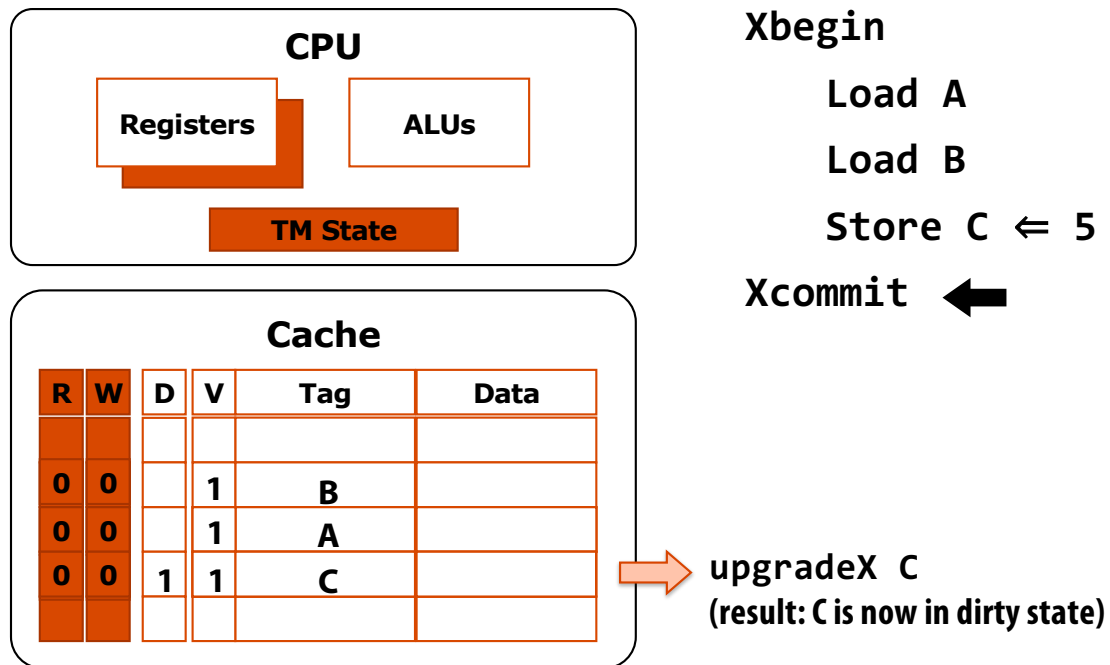 CPU
Registers
ALUs
TM State
Cache
R W D V Tag Data
0 0 1 B
0 0 1 A
0 0 1 1 C
Xbegin
Load A
Load B
Store C ⇐ 5
Xcommit
upgradeX C
(result: C is now in dirty state)